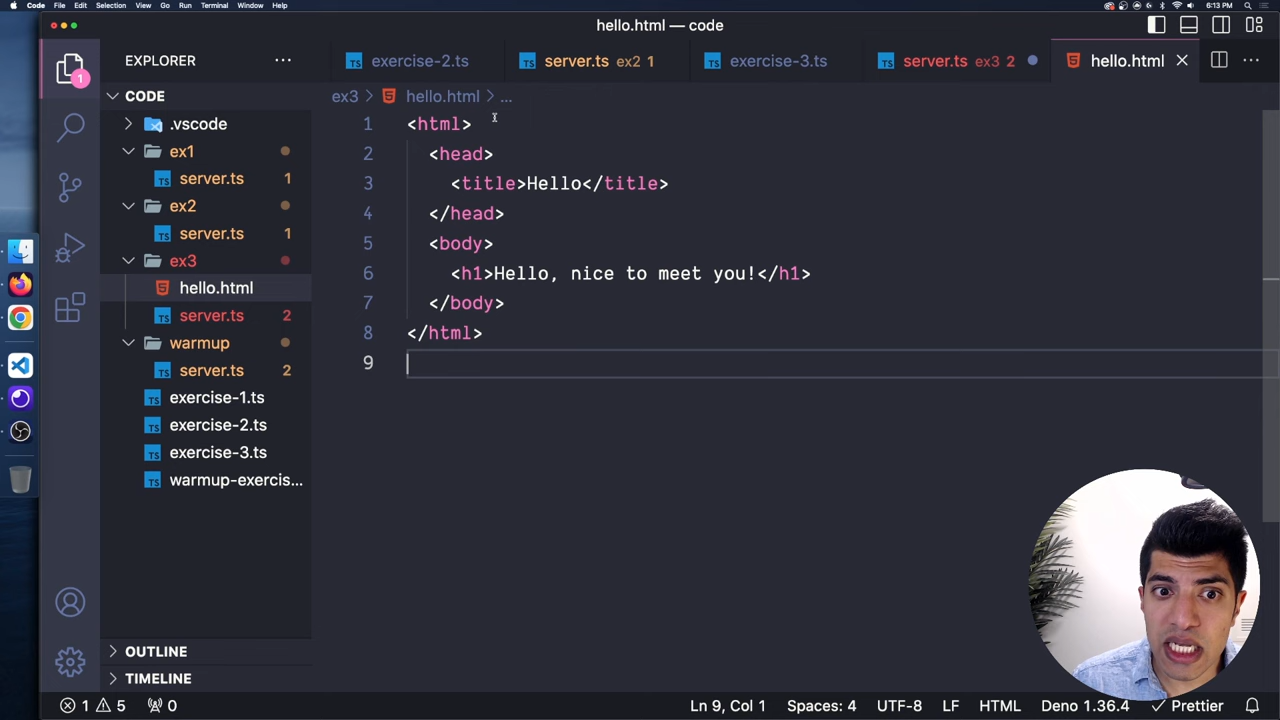 Code File Edit Selection View Go Run Terminal Window Help
6:13 PM
hello.html — code
EXPLORER
exercise-2.ts
server.ts ex2 1
exercise-3.ts
server.ts ex3 2
hello.html
CODE
ex3 > hello.html > ...
.vscode
ex1
server.ts 1
ex2
server.ts 1
ex3
hello.html
server.ts 2
warmup
server.ts 2
exercise-1.ts
exercise-2.ts
exercise-3.ts
warmup-exercis...
1
1 <html>
2 <head>
3 <title>Hello</title>
4 </head>
5 <body>
6 <h1>Hello, nice to meet you!</h1>
7 </body>
8 </html>
9
OUTLINE
TIMELINE
1 5 0
Ln 9, Col 1 Spaces: 4 UTF-8 LF HTML Deno 1.36.4 Prettier